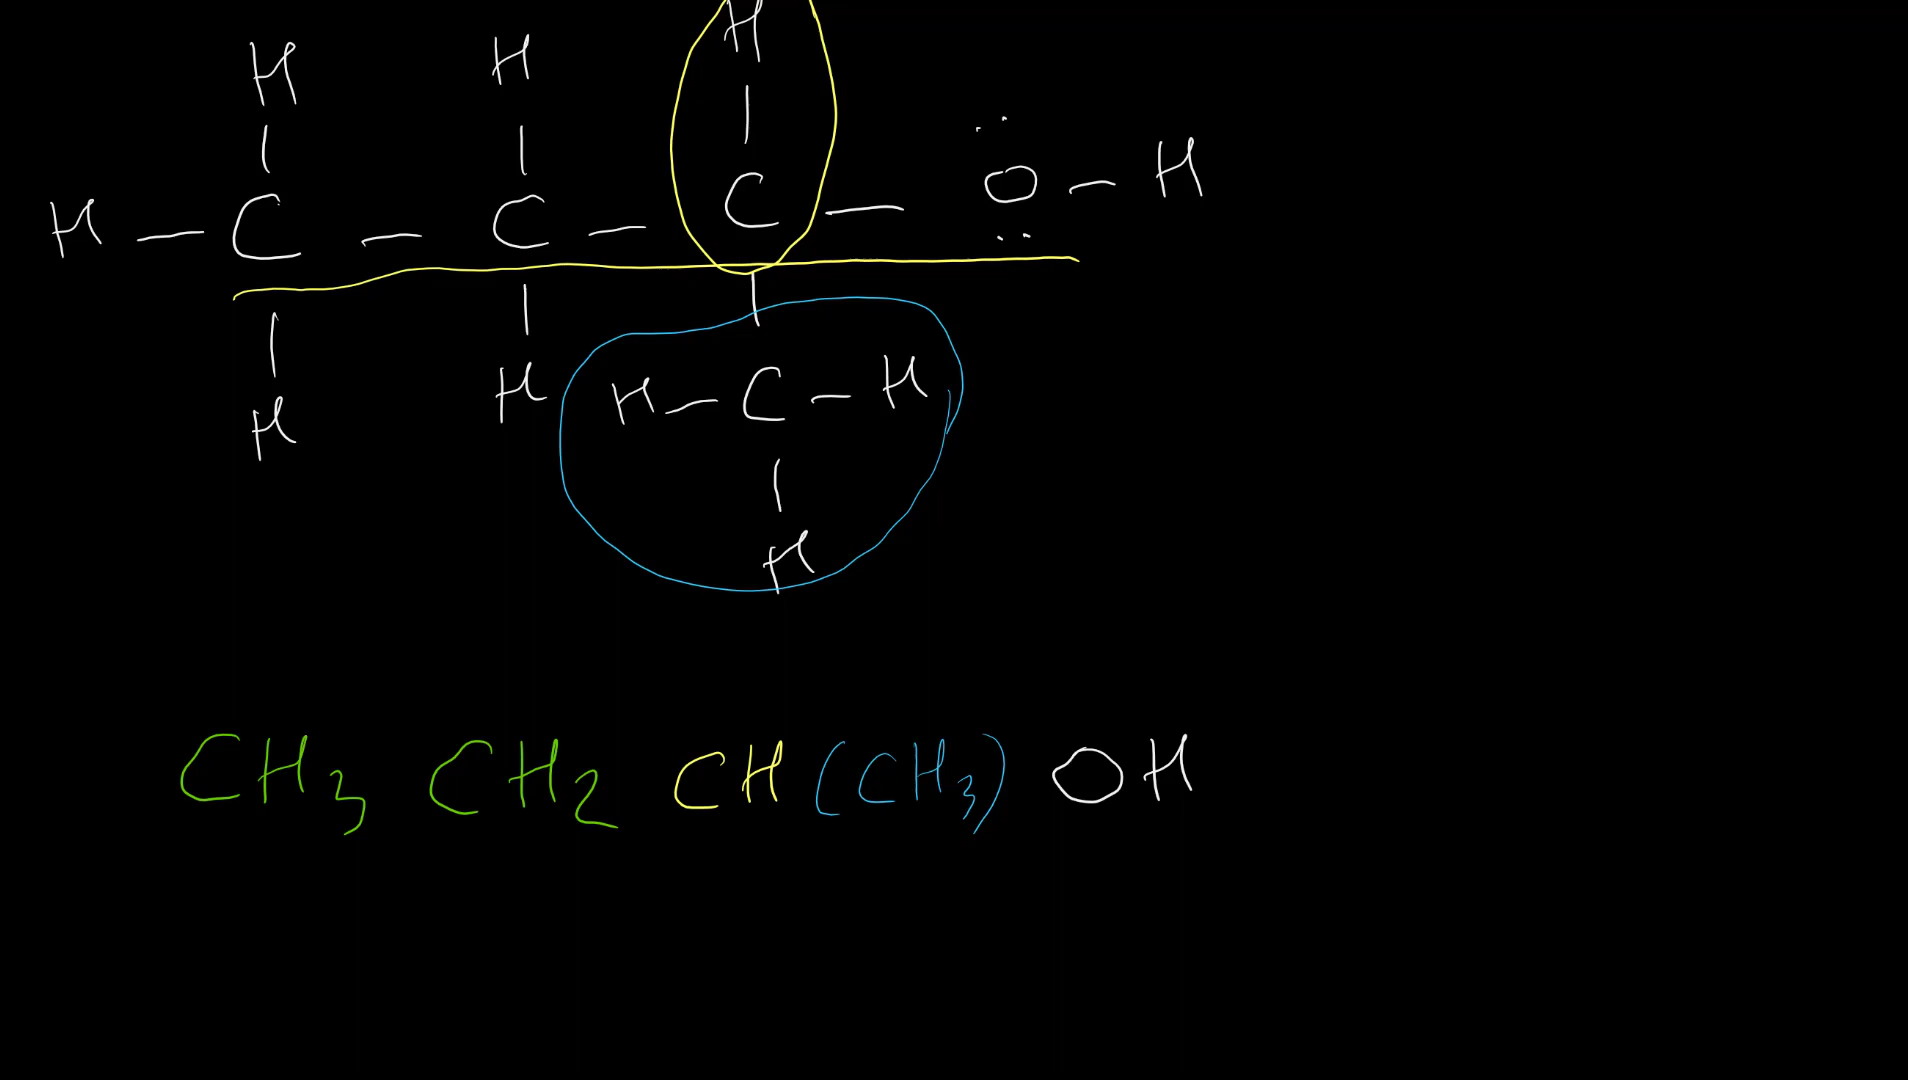 H H H
H - C - C - C - O - H
H H H - C - H
H
CH3 CH2 CH(CH3) OH